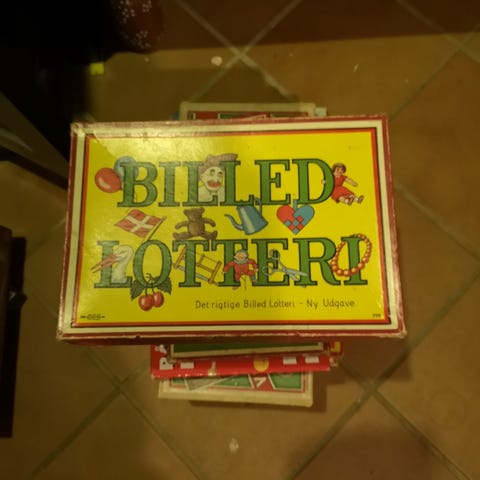 BILLED
LOTTERI
Det rigtige Billed Lotteri - Ny Udgave.